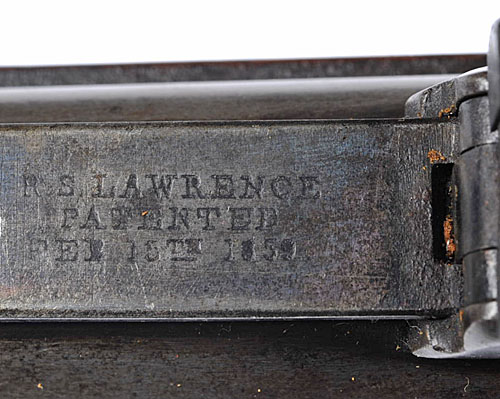 R.S. LAWRENCE
PATENTED
FEB 15TH 1859.